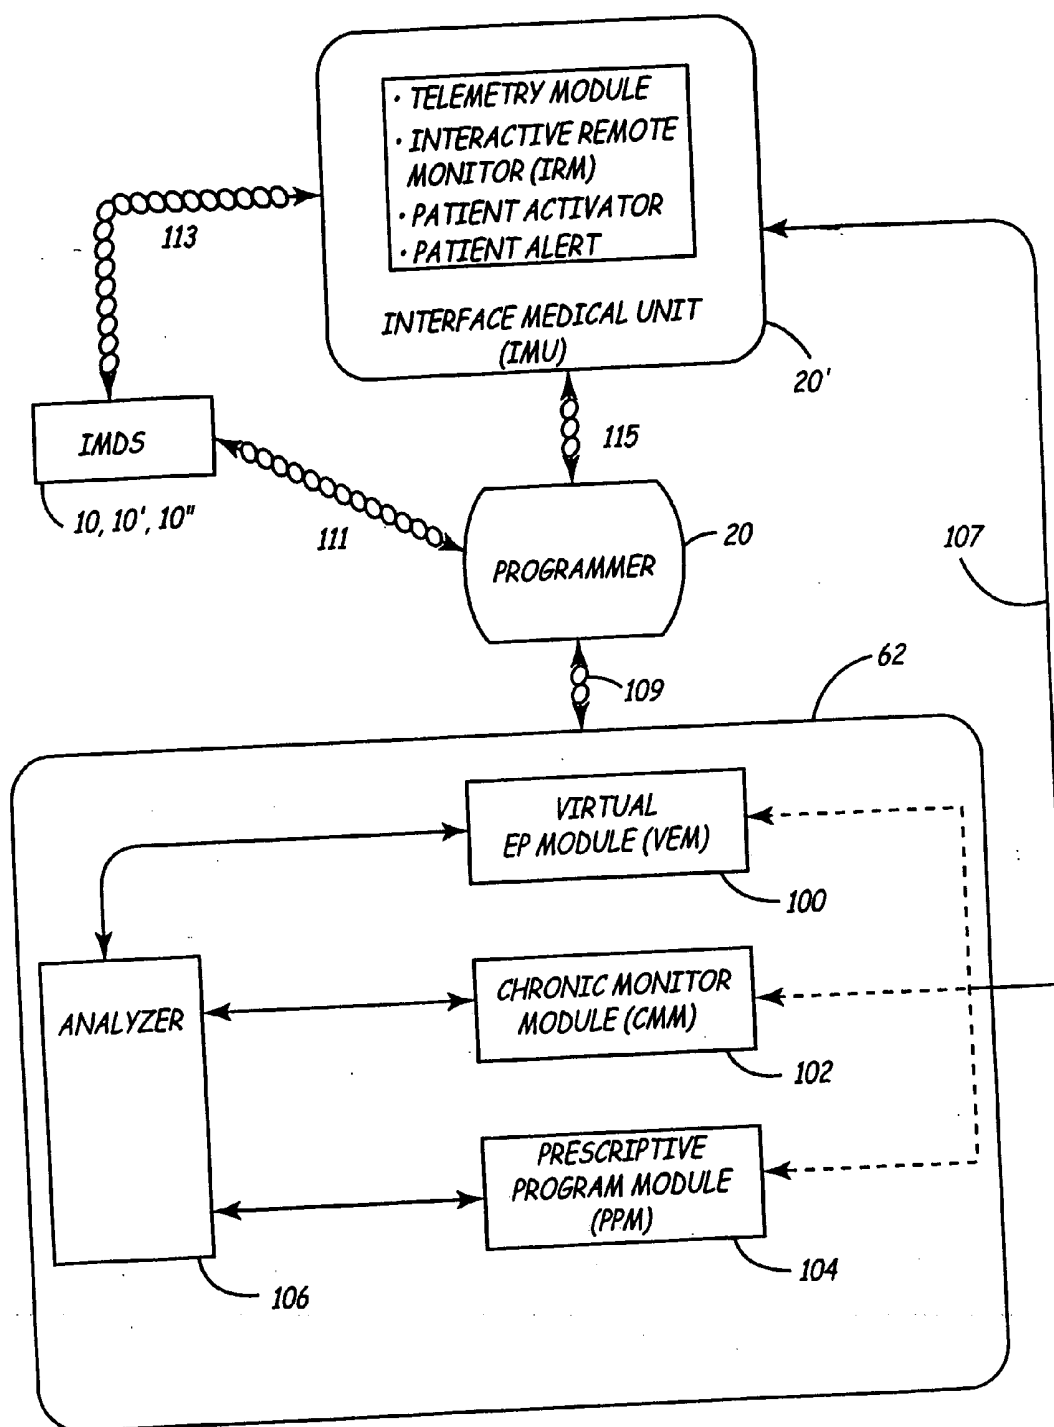 · TELEMETRY MODULE
· INTERACTIVE REMOTE
MONITOR (IRM)
· PATIENT ACTIVATOR
· PATIENT ALERT
INTERFACE MEDICAL UNIT
(IMU)
20'
113
115
IMDS
10, 10', 10"
111
PROGRAMMER
20
107
109
62
VIRTUAL
EP MODULE (VEM)
100
ANALYZER
CHRONIC MONITOR
MODULE (CMM)
102
PRESCRIPTIVE
PROGRAM MODULE
(PPM)
104
106